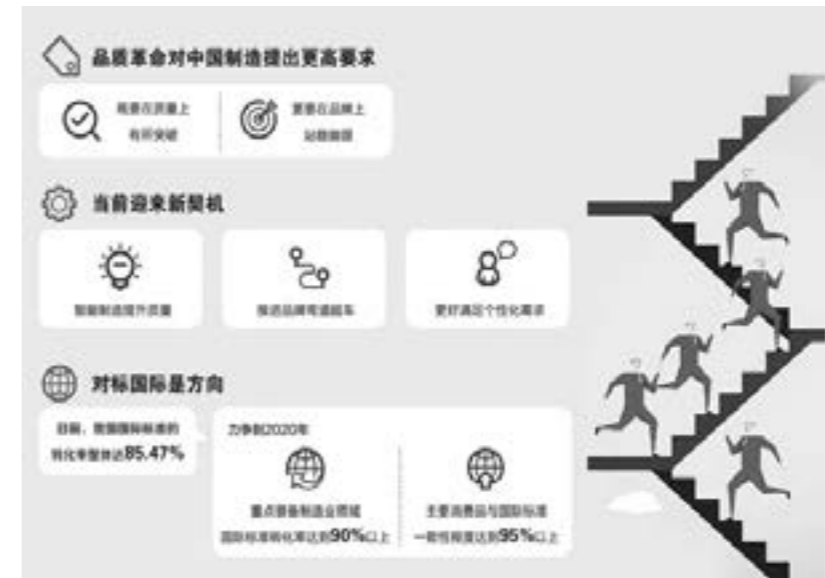 品质革命对中国制造提出更高要求
既要在质量上
有所突破
更要在品牌上
站稳脚跟
当前迎来新契机
智能制造提升质量
推进品牌弯道超车
更好满足个性化需求
对标国际是方向
目前，我国国际标准的
转化率整体达85.47%
力争到2020年
重点装备制造业领域
国际标准转化率达到90%以上
主要消费品与国际标准
一致性程度达到95%以上